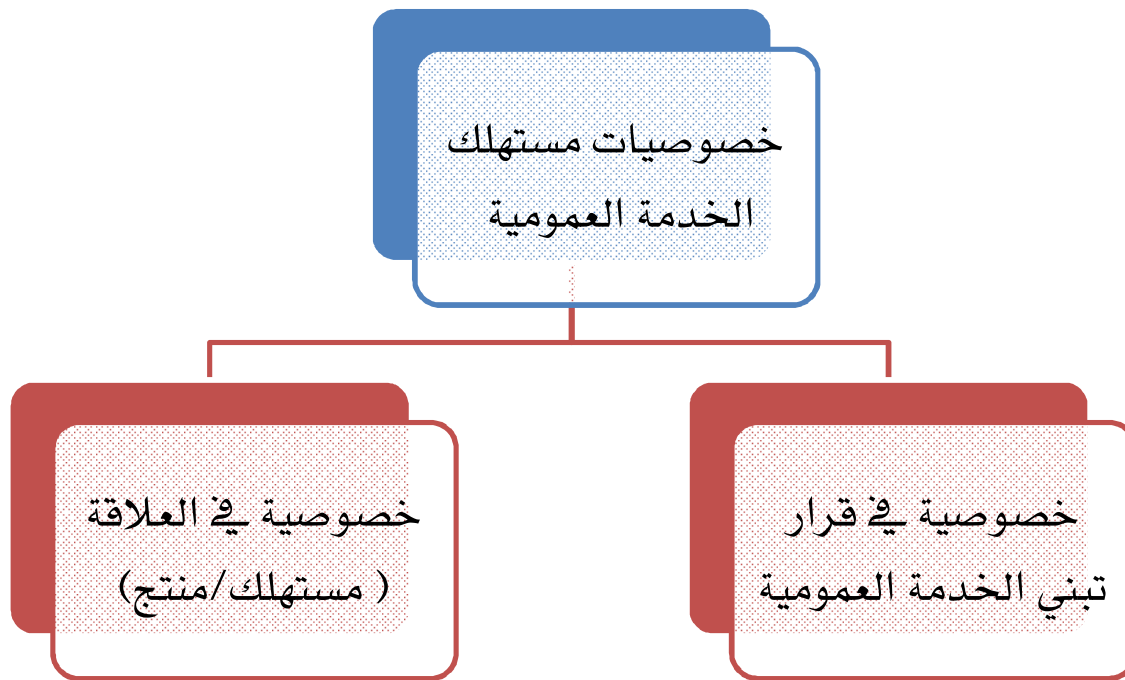 خصوصيات مستهلك
الخدمة العمومية
خصوصية في قرار
تبني الخدمة العمومية
خصوصية في العلاقة
( مستهلك/منتج)